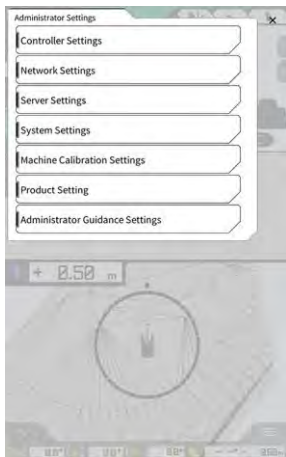 Administrator Settings
×
Controller Settings
Network Settings
Server Settings
System Settings
Machine Calibration Settings
Product Setting
Administrator Guidance Settings
+ 0.50 m